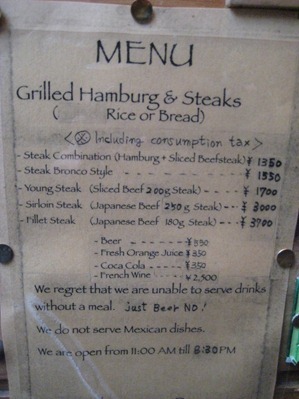 MENU
Grilled Hamburg & Steaks
( Rice or Bread)
< Including consumption tax >
- Steak Combination (Hamburg + Sliced Beefsteak) ¥ 1350
- Steak Bronco Style - - - - - - - - - - ¥ 1550
- Young Steak (Sliced Beef 200g Steak) - - - ¥ 1700
- Sirloin Steak (Japanese Beef 250 g Steak) - - - ¥ 3000
- Fillet Steak (Japanese Beef 180g Steak) - - - ¥ 3700
- Beer - - - - - ¥ 550
- Fresh Orange Juice ¥ 350
- Coca Cola - - - - ¥ 350
- French Wine - - - - ¥ 2,500
We regret that we are unable to serve drinks
without a meal. just Beer NO!
We do not serve Mexican dishes.
We are open from 11:00 AM till 8:30 PM